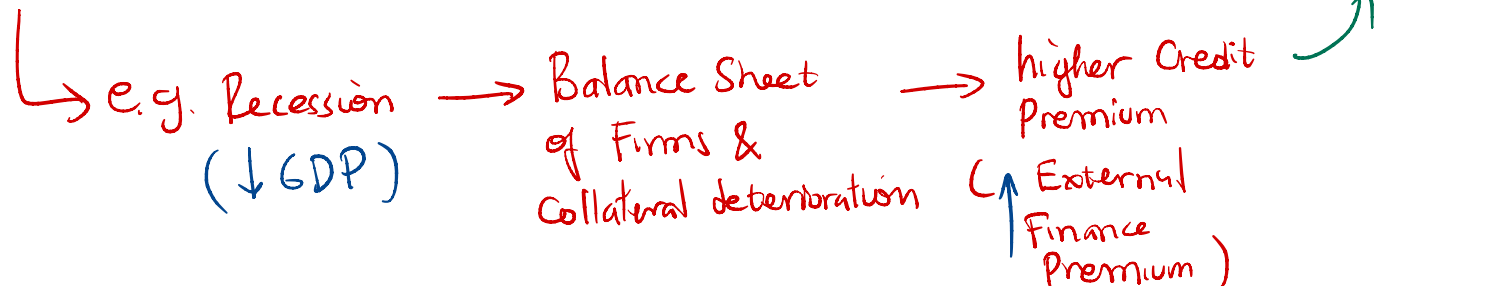 e.g. Recession
(↓ GDP)
Balance Sheet
of Firms &
Collateral deterioration
higher Credit
Premium
(↑ External
Finance
Premium)